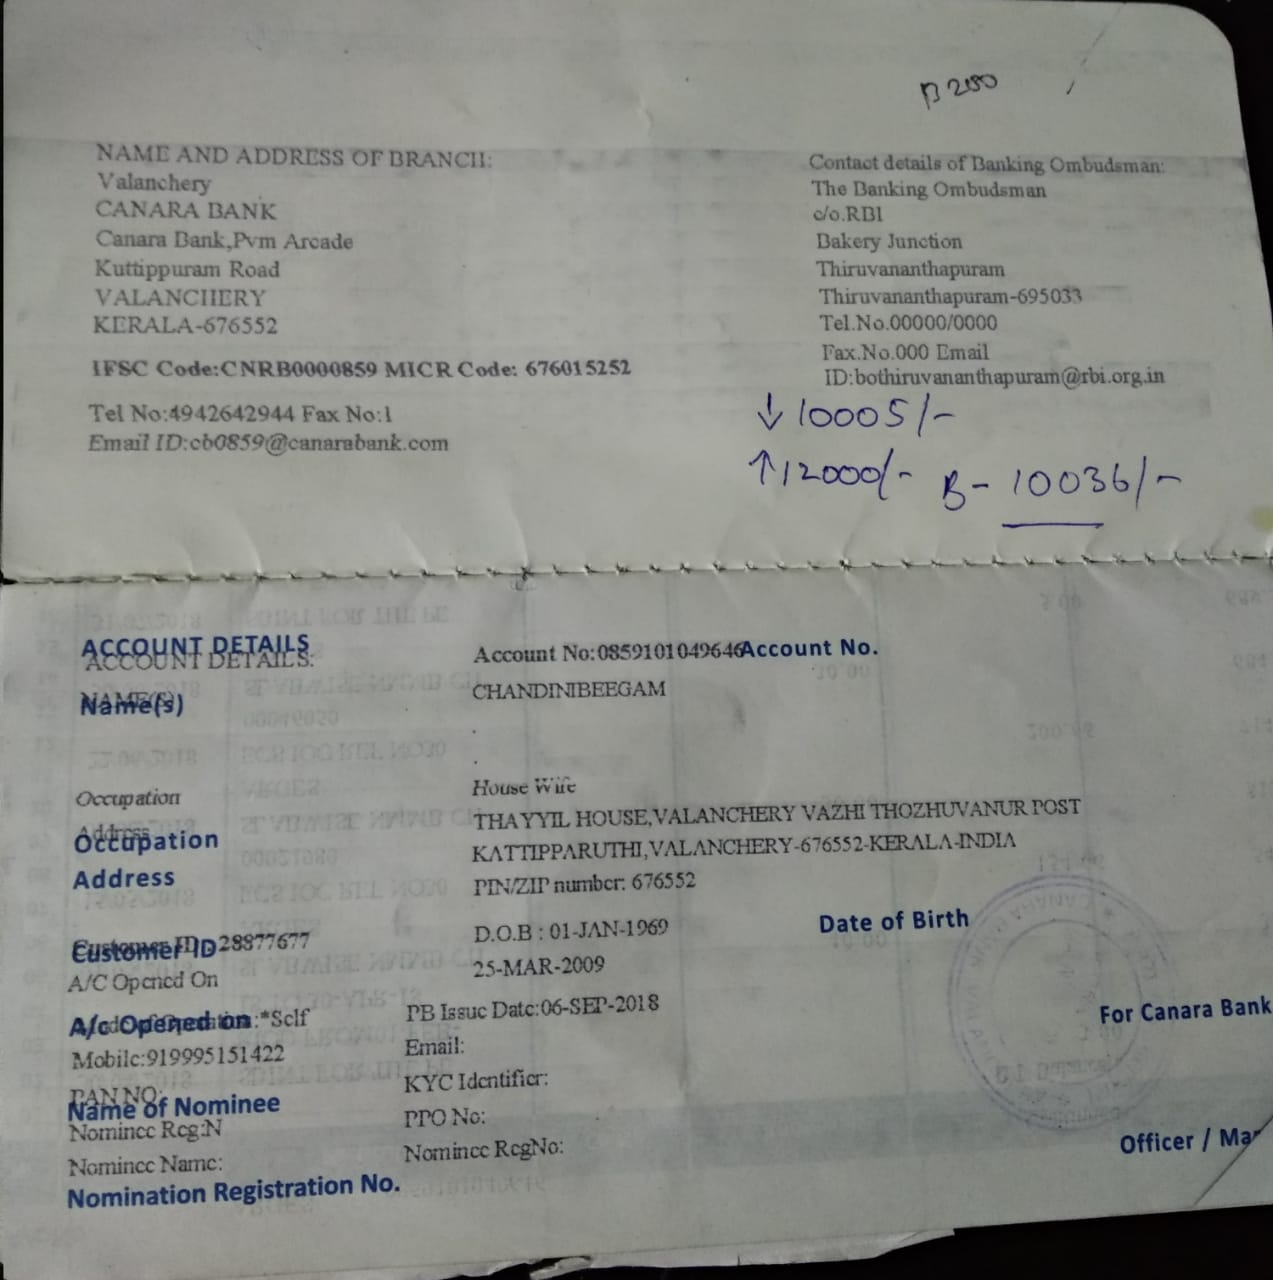 NAME AND ADDRESS OF BRANCH:
Valanchery
CANARA BANK
Canara Bank,Pvm Arcade
Kuttippuram Road
VALANCHERY
KERALA-676552
IFSC Code:CNRB0000859 MICR Code: 676015252
Tel No:4942642944 Fax No:1
Email ID:cb0859@canarabank.com
B 280
Contact details of Banking Ombudsman:
The Banking Ombudsman
c/o.RBI
Bakery Junction
Thiruvananthapuram
Thiruvananthapuram-695033
Tel.No.00000/0000
Fax.No.000 Email
ID:bothiruvananthapuram@rbi.org.in
↓ 10005/-
↑ 12000/- B- 10036/-
ACCOUNT DETAILS
ACCOUNT DETAILS:
Account No:0859101049646 Account No.
NAME(S)
Name(s)
CHANDINIBEEGAM
.
.
Occupation House Wife
Address THAYYIL HOUSE,VALANCHERY VAZHI THOZHUVANUR POST
Occupation
KATTIPPARUTHI,VALANCHERY-676552-KERALA-INDIA
Address
PIN/ZIP number: 676552
Customer ID :28877677 D.O.B : 01-JAN-1969 Date of Birth
Customer ID
A/C Opened On 25-MAR-2009
A/c Opened on :*Self PB Issue Date:06-SEP-2018 For Canara Bank
Mobile:919995151422 Email:
PAN NO: KYC Identifier:
Name of Nominee
Nominee Reg:N PPO No:
Nominee Name: Nominee RegNo: Officer /
Nomination Registration No.